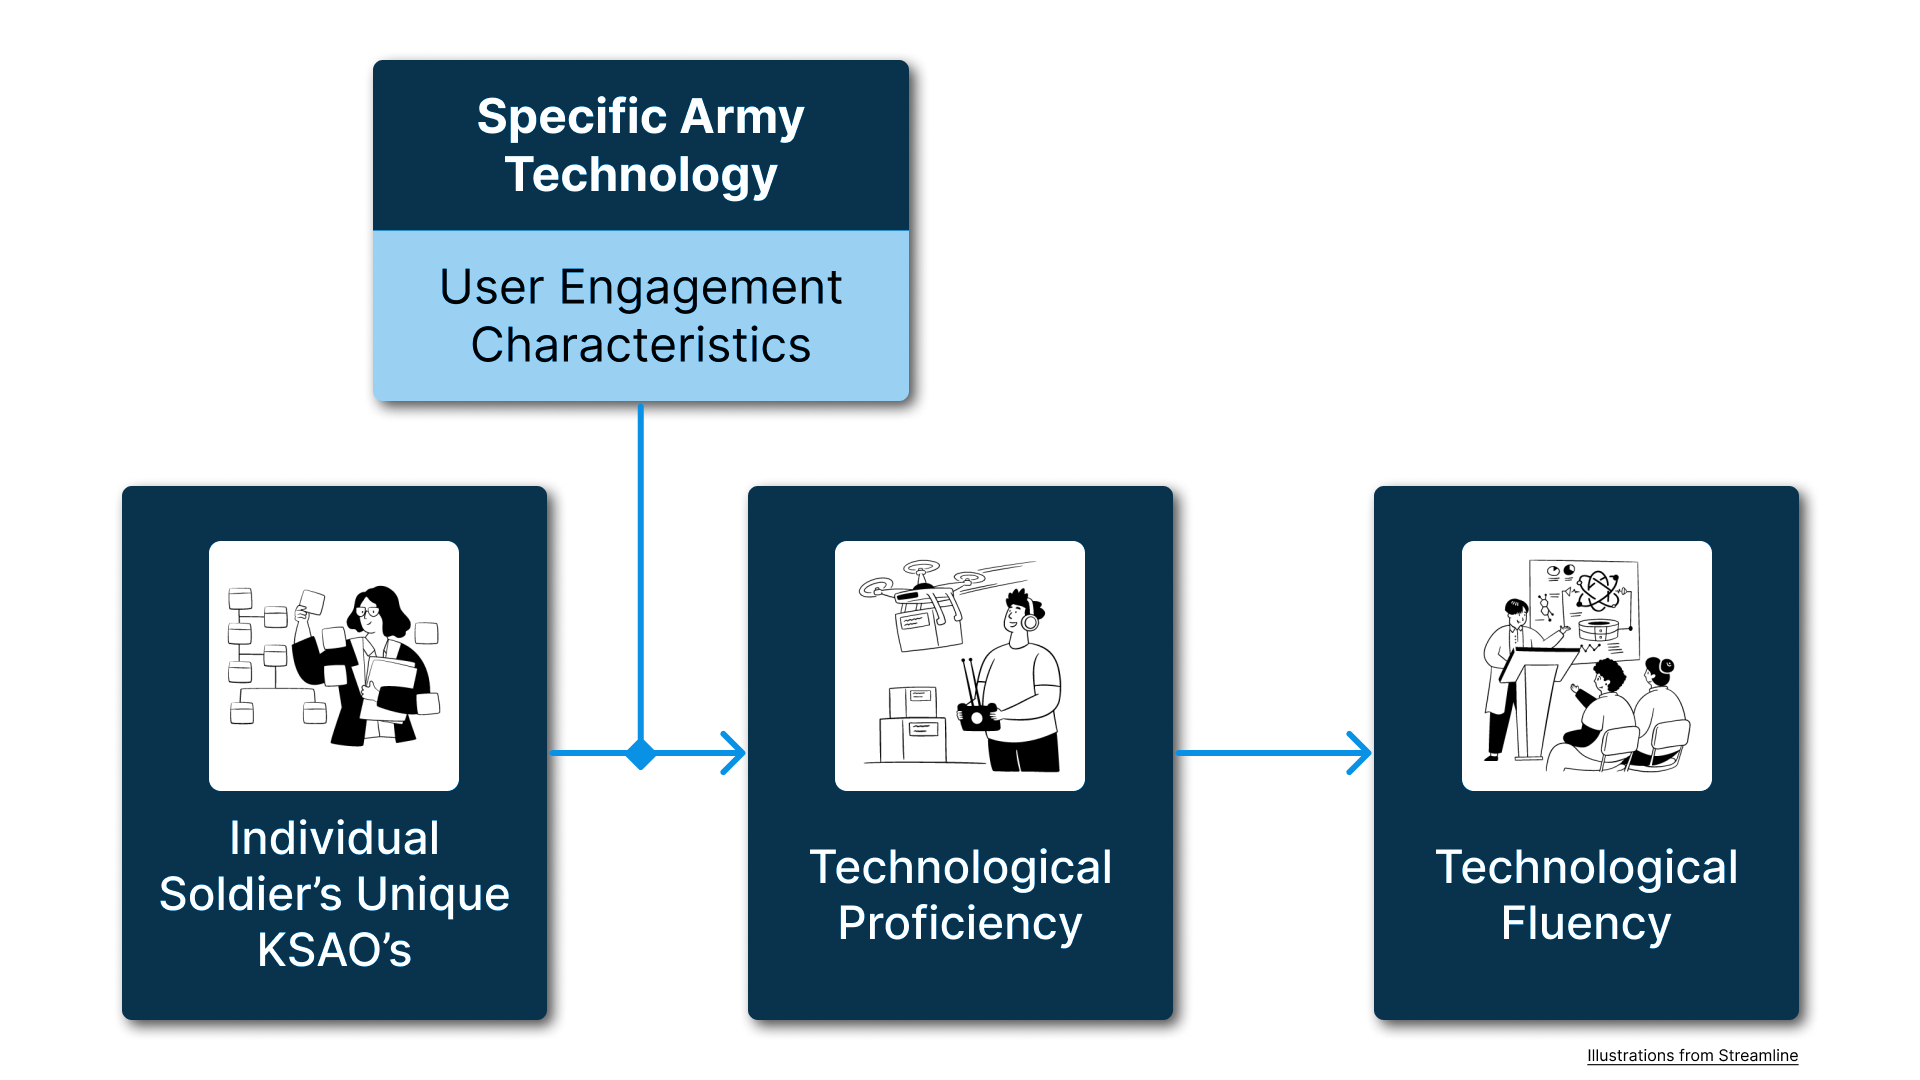 Specific Army
Technology
User Engagement
Characteristics
Individual
Soldier’s Unique
KSAO’s
Technological
Proficiency
Technological
Fluency
Illustrations from Streamline